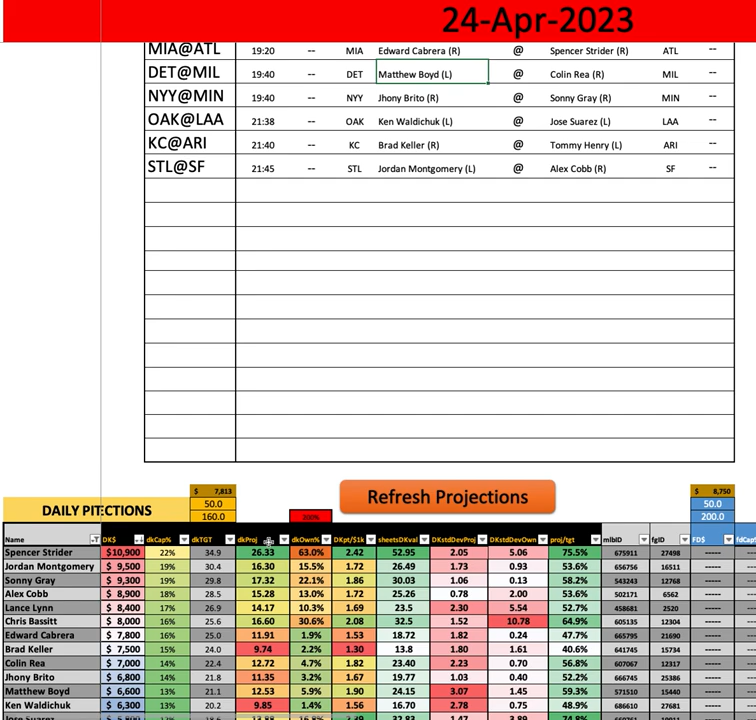 24-Apr-2023
MIA@ATL 19:20 -- MIA Edward Cabrera (R) @ Spencer Strider (R) ATL --
DET@MIL 19:40 -- DET Matthew Boyd (L) @ Colin Rea (R) MIL --
NYY@MIN 19:40 -- NYY Jhony Brito (R) @ Sonny Gray (R) MIN --
OAK@LAA 21:38 -- OAK Ken Waldichuk (L) @ Jose Suarez (L) LAA --
KC@ARI 21:40 -- KC Brad Keller (R) @ Tommy Henry (L) ARI --
STL@SF 21:45 -- STL Jordan Montgomery (L) @ Alex Cobb (R) SF --
$ 7,813 $ 8,750
Refresh Projections
50.0 50.0
DAILY PITECTIONS
160.0 200% 200.0
Name DK$ dkCap% dkTGT dkProj dkOwn% DKpt/$1k sheetsDKval DKstdDevProj DKstdDevOwn proj/tgt mlbID fgID FD$ fdCap
Spencer Strider $10,900 22% 34.9 26.33 63.0% 2.42 52.95 2.05 5.06 75.5% 675911 27498 -----
Jordan Montgomery $ 9,500 19% 30.4 16.30 15.5% 1.72 26.49 1.73 0.93 53.6% 656756 16511 -----
Sonny Gray $ 9,300 19% 29.8 17.32 22.1% 1.86 30.03 1.06 0.13 58.2% 543243 12768 -----
Alex Cobb $ 8,900 18% 28.5 15.28 13.0% 1.72 25.26 0.78 2.00 53.6% 502171 6562 -----
Lance Lynn $ 8,400 17% 26.9 14.17 10.3% 1.69 23.5 2.30 5.54 52.7% 458681 2520 -----
Chris Bassitt $ 8,000 16% 25.6 16.60 30.6% 2.08 32.5 1.52 10.78 64.9% 605135 12304 -----
Edward Cabrera $ 7,800 16% 25.0 11.91 1.9% 1.53 18.72 1.82 0.24 47.7% 665795 21690 -----
Brad Keller $ 7,500 15% 24.0 9.74 2.2% 1.30 13.8 1.80 1.61 40.6% 641745 15734 -----
Colin Rea $ 7,000 14% 22.4 12.72 4.7% 1.82 23.40 2.23 0.70 56.8% 607067 12317 -----
Jhony Brito $ 6,800 14% 21.8 11.35 3.2% 1.67 19.77 1.03 0.40 52.2% 666745 25386 -----
Matthew Boyd $ 6,600 13% 21.1 12.53 5.9% 1.90 24.15 3.07 1.45 59.3% 571510 15440 -----
Ken Waldichuk $ 6,300 13% 20.2 9.85 1.4% 1.56 16.70 2.78 0.75 48.9% 686610 27681 -----